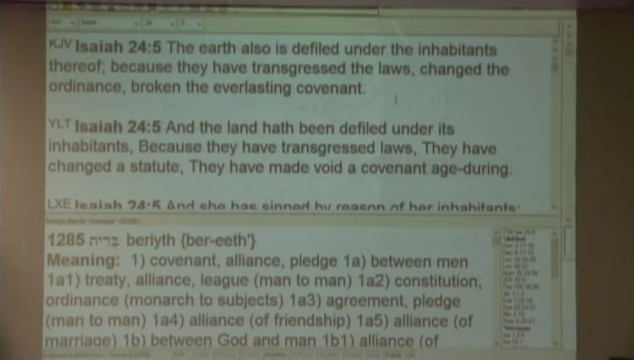 KJV Isaiah 24:5 The earth also is defiled under the inhabitants
thereof; because they have transgressed the laws, changed the
ordinance, broken the everlasting covenant.
YLT Isaiah 24:5 And the land hath been defiled under its
inhabitants, Because they have transgressed laws, They have
changed a statute, They have made void a covenant age-during.
LXE Isaiah 24:5 And she has sinned by reason of her inhabitants;
1285 בְּרִית beriyth {ber-eeth'}
Meaning: 1) covenant, alliance, pledge 1a) between men
1a1) treaty, alliance, league (man to man) 1a2) constitution,
ordinance (monarch to subjects) 1a3) agreement, pledge
(man to man) 1a4) alliance (of friendship) 1a5) alliance (of
marriage) 1b) between God and man 1b1) alliance (of